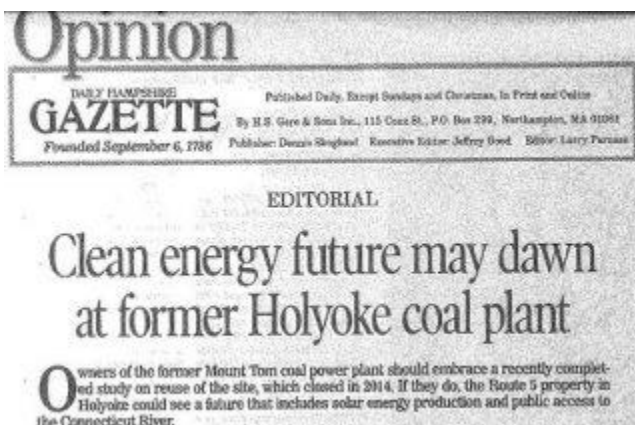 Opinion
DAILY HAMPSHIRE
GAZETTE
Founded September 6, 1786
Published Daily, Except Sundays and Christmas, In Print and Online
By H.S. Gere & Sons Inc., 115 Conz St., P.O. Box 299, Northampton, MA 01061
Publisher: Dennis Skoglund Executive Editor: Jeffrey Good Editor: Larry Parnass
EDITORIAL
Clean energy future may dawn
at former Holyoke coal plant
Owners of the former Mount Tom coal power plant should embrace a recently complet-
ed study on reuse of the site, which closed in 2014. If they do, the Route 5 property in
Holyoke could see a future that includes solar energy production and public access to
the Connecticut River.